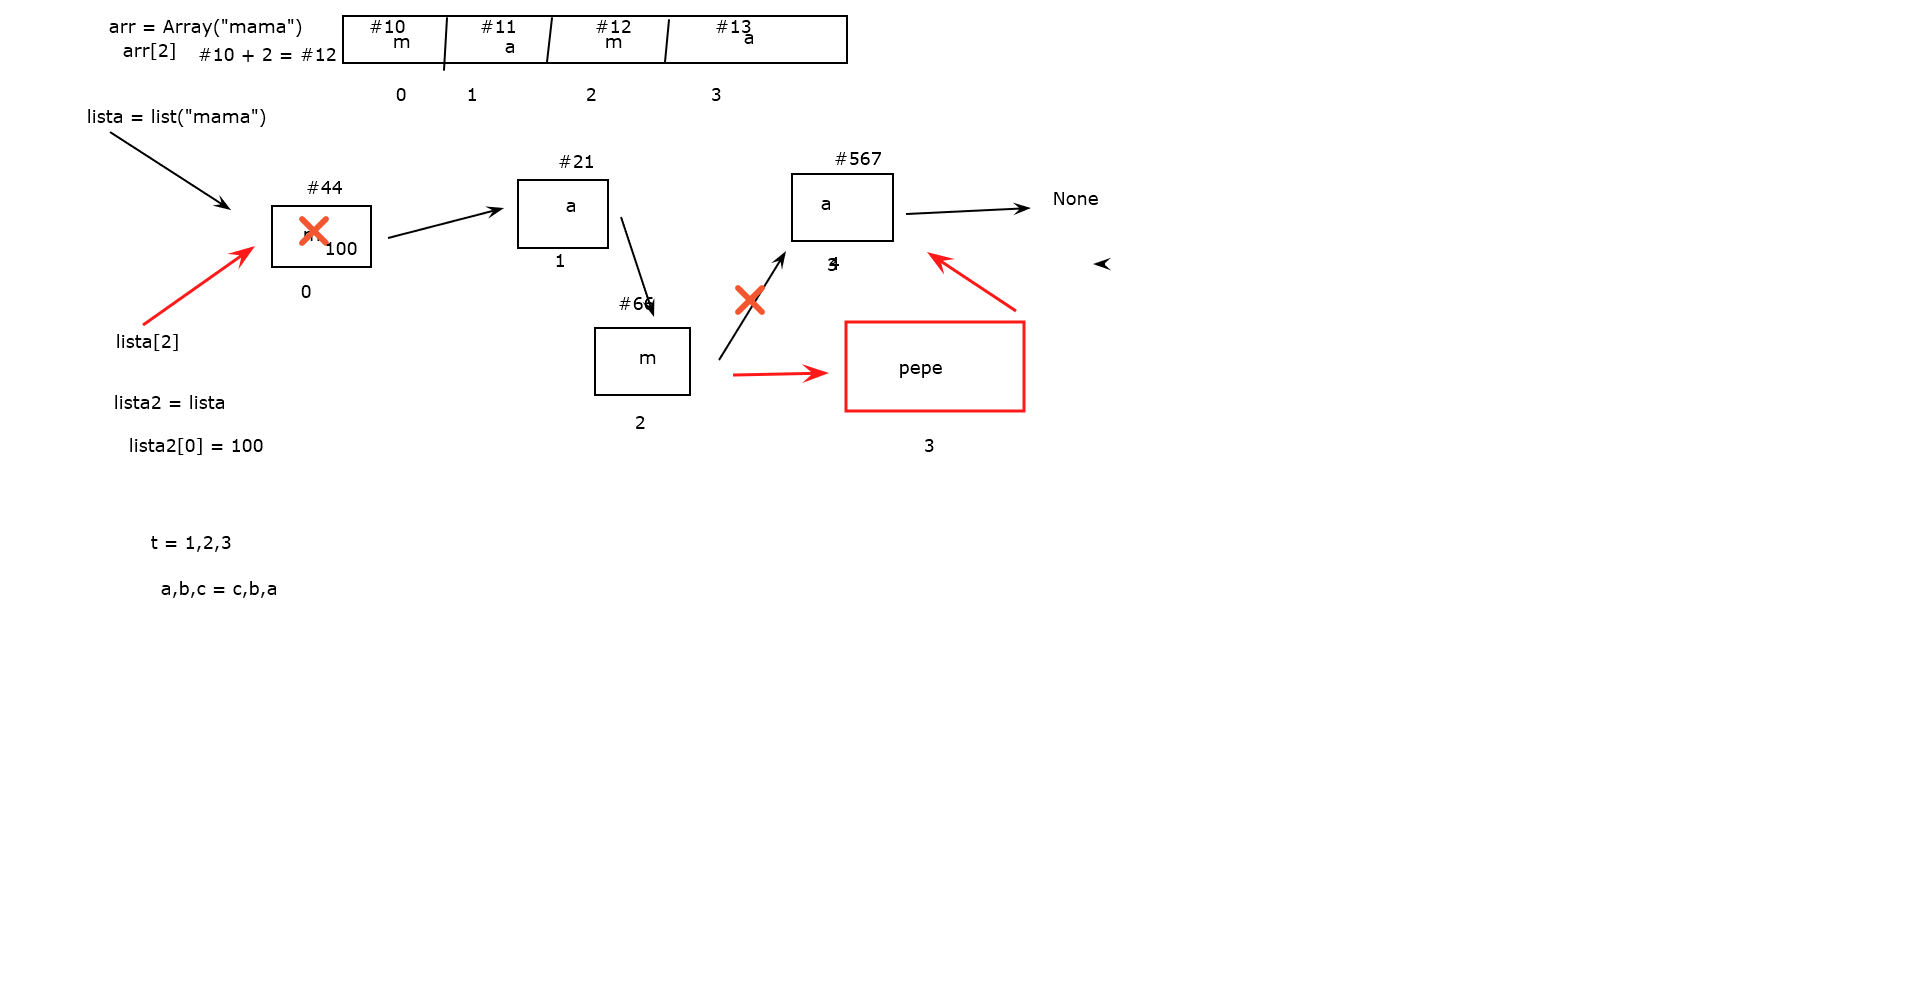 arr = Array("mama")
#10
#11
#12
#13
m
a
m
a
arr[2]
#10 + 2 = #12
0
1
2
3
lista = list("mama")
#44
#21
#567
m
100
a
a
None
0
1
3
4
#66
m
2
pepe
3
lista[2]
lista2 = lista
lista2[0] = 100
t = 1,2,3
a,b,c = c,b,a